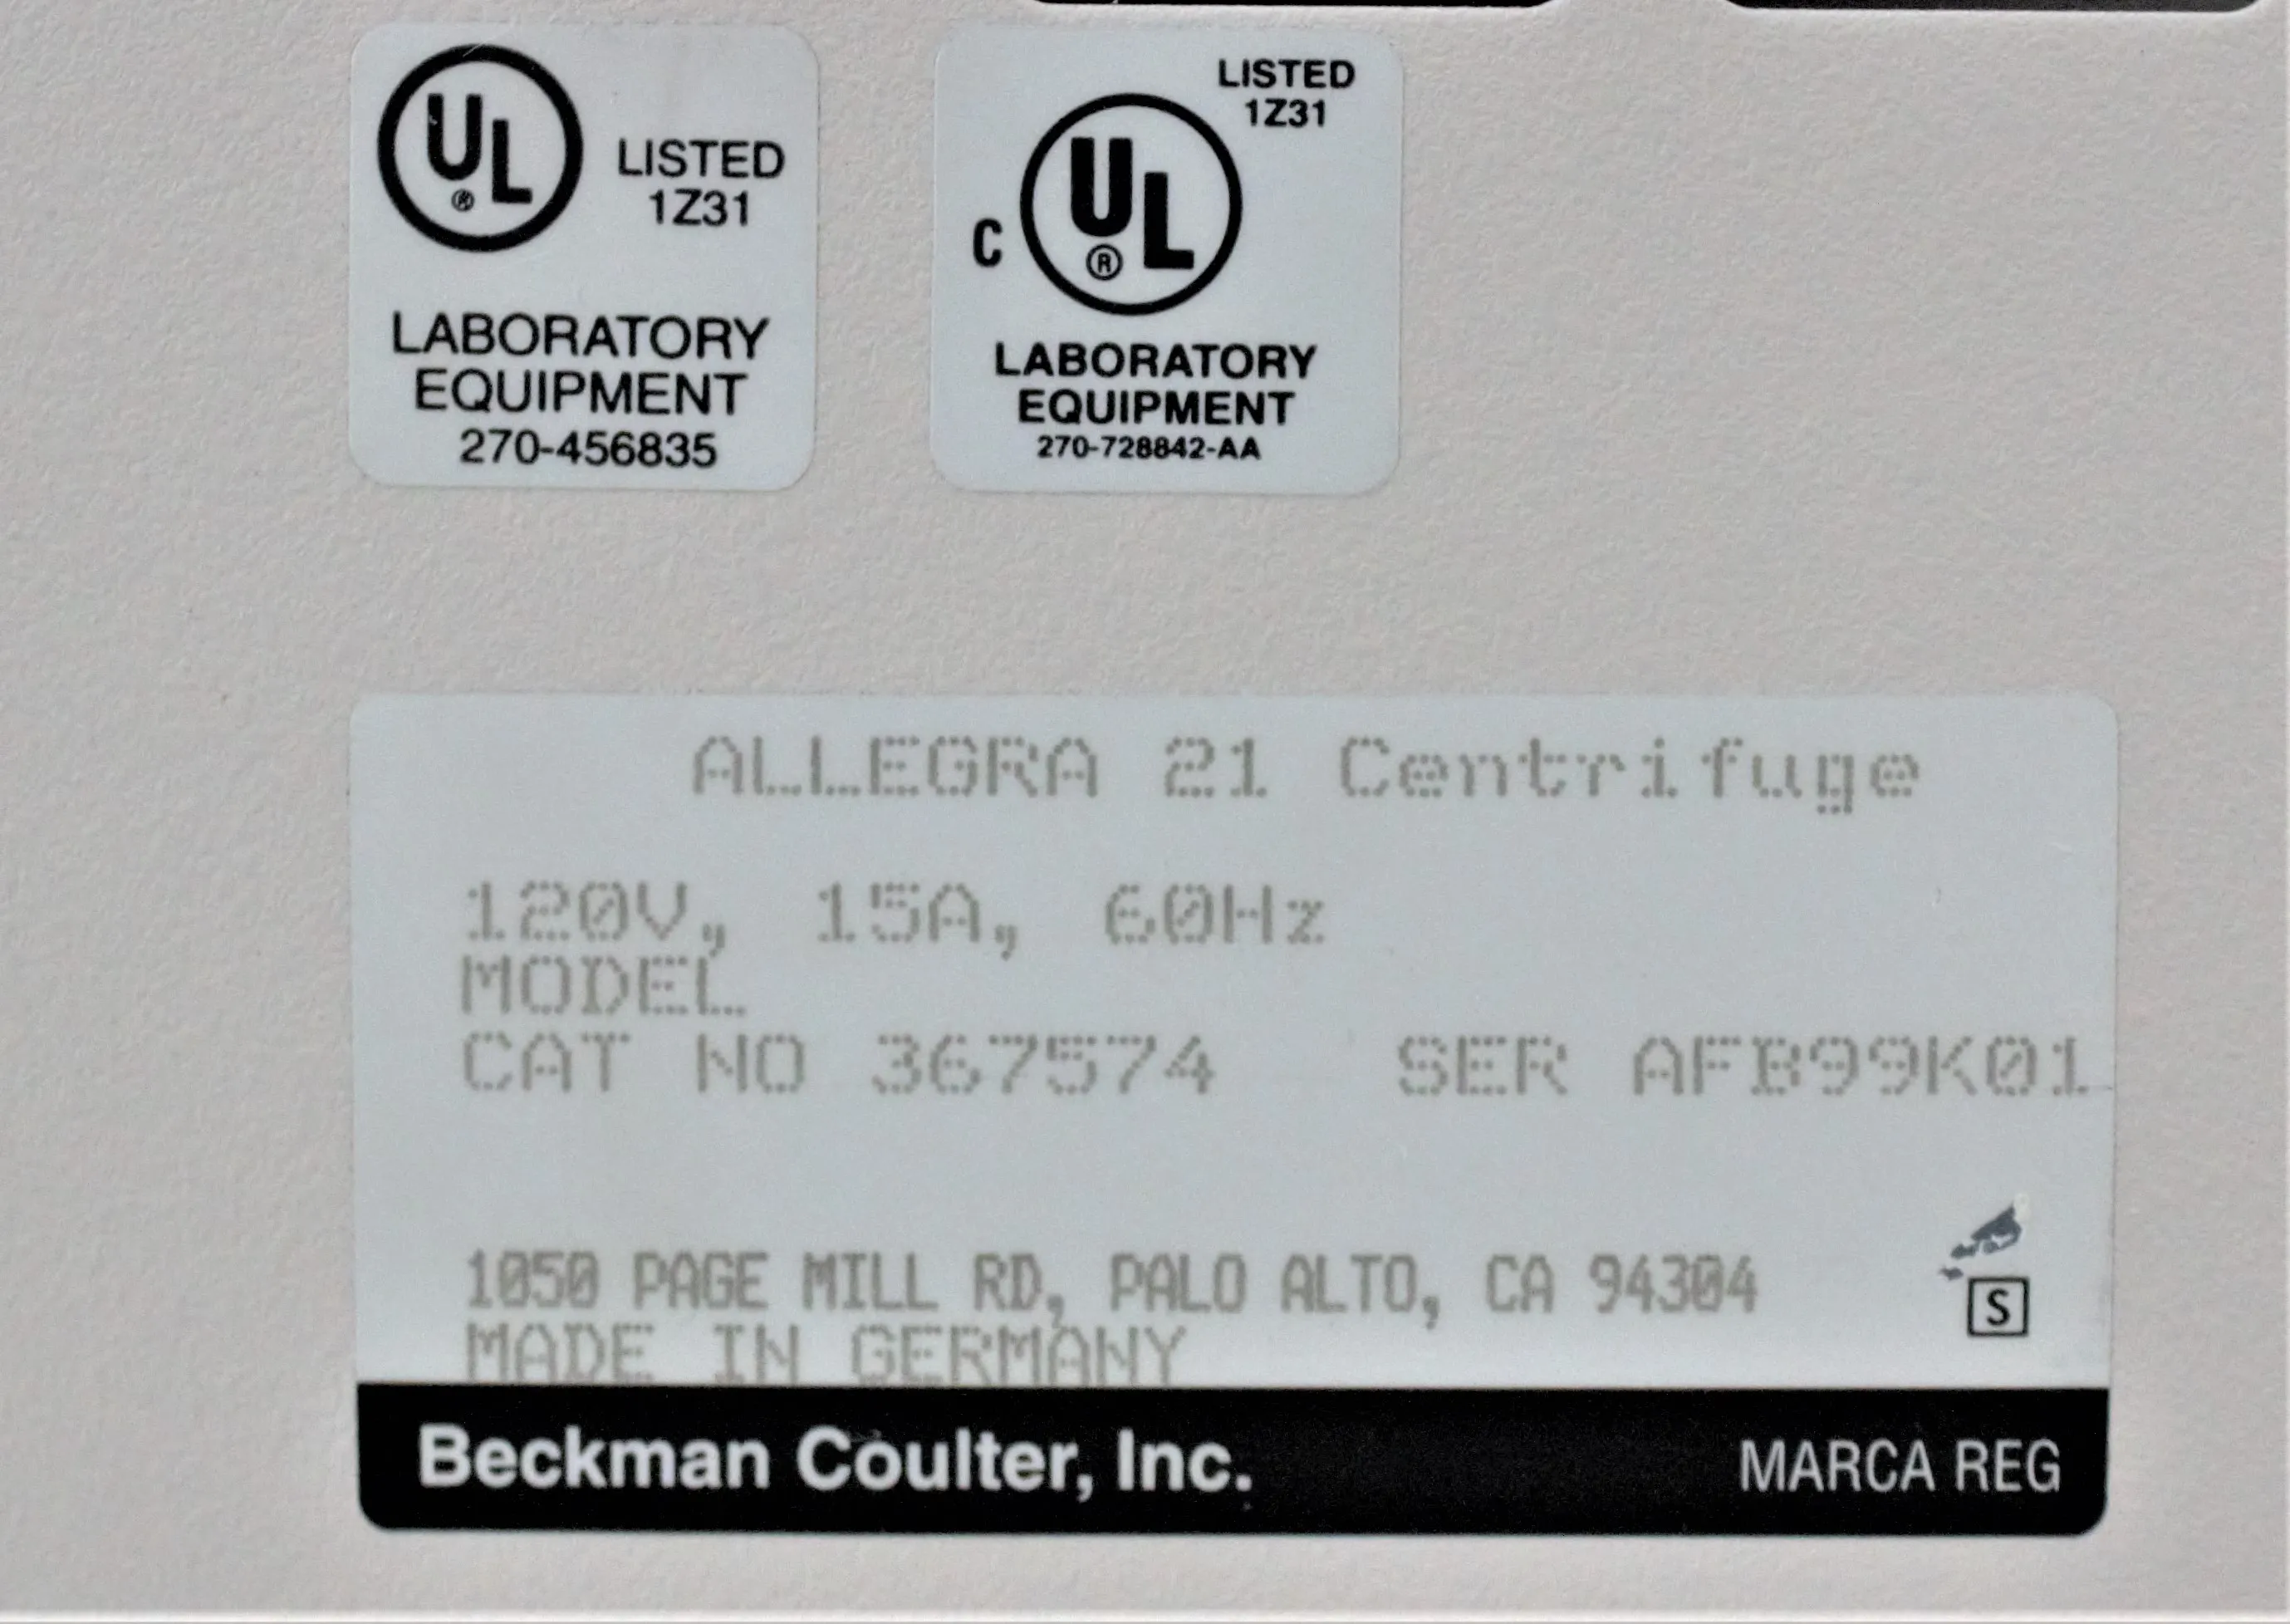 UL
®
LISTED
1Z31
LABORATORY
EQUIPMENT
270-456835
LISTED
1Z31
C
UL
®
LABORATORY
EQUIPMENT
270-728842-AA
ALLEGRA 21 Centrifuge
120V, 15A, 60Hz
MODEL
CAT NO 367574 SER AFB99K01
1050 PAGE MILL RD, PALO ALTO, CA 94304
S
MADE IN GERMANY
Beckman Coulter, Inc. MARCA REG